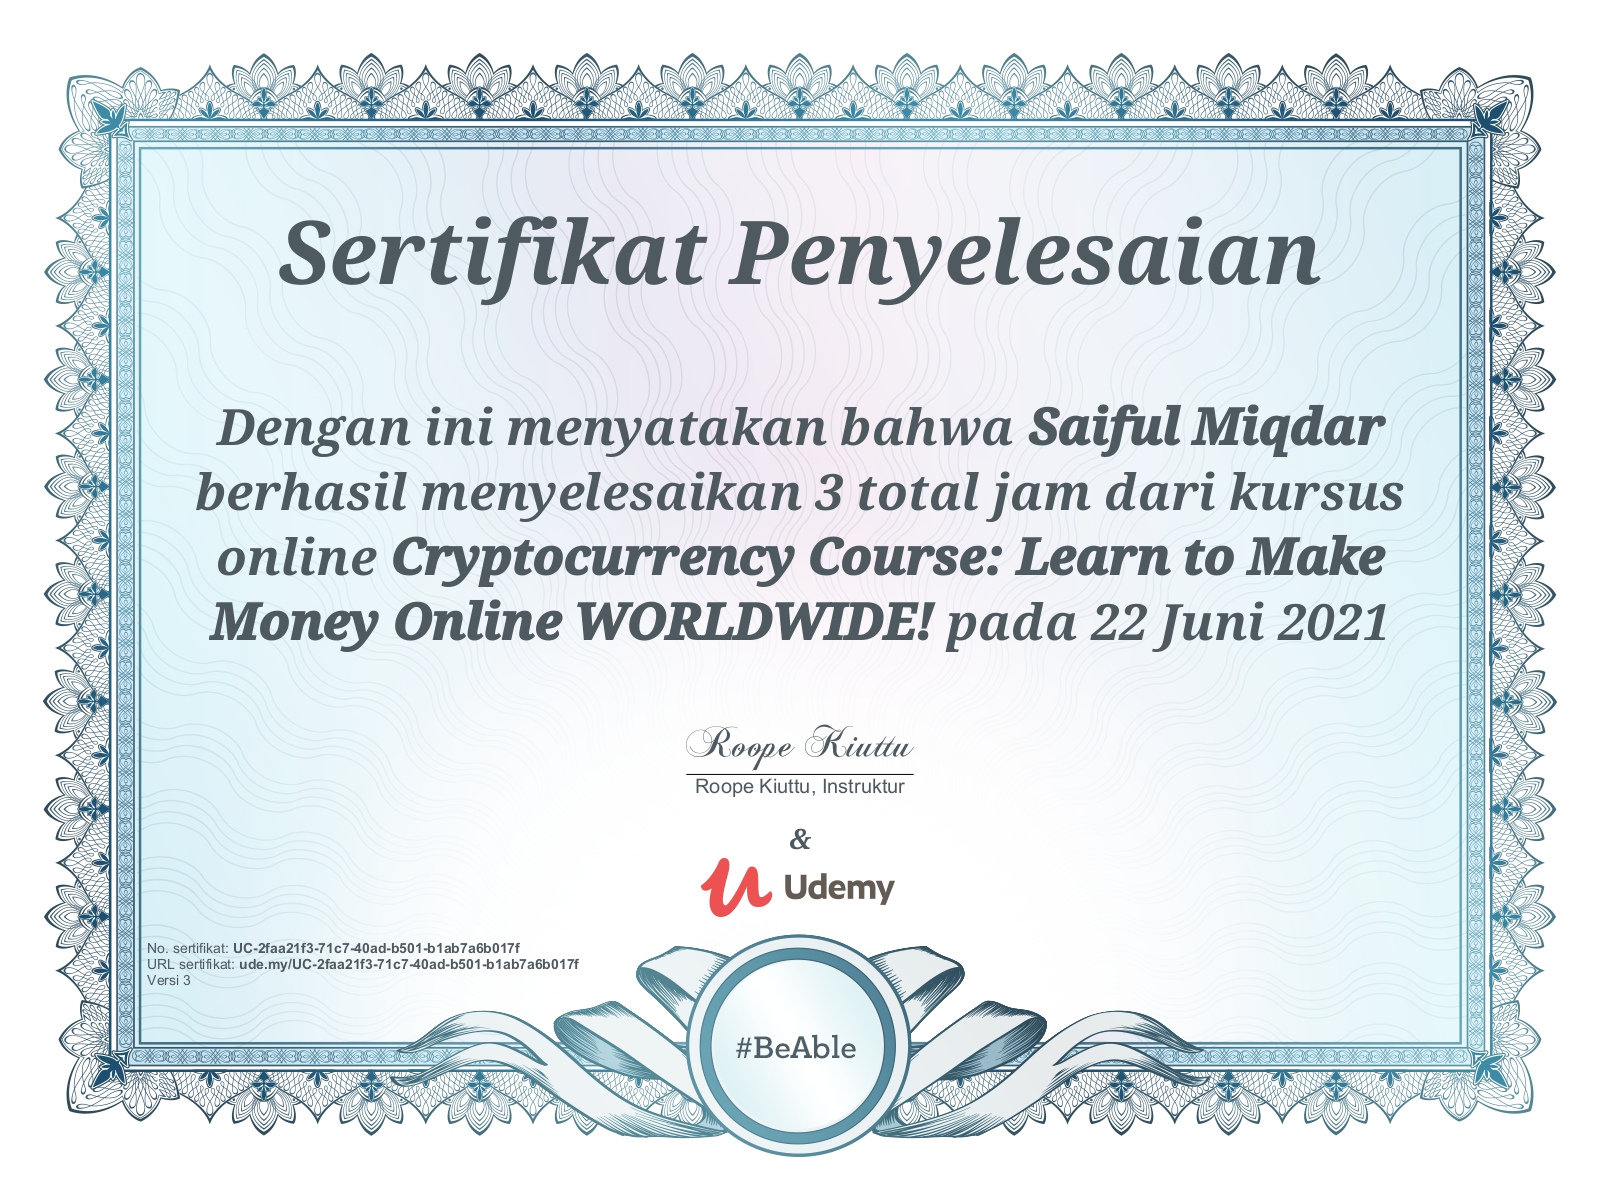 Sertifikat Penyelesaian
Dengan ini menyatakan bahwa Saiful Miqdar
berhasil menyelesaikan 3 total jam dari kursus
online Cryptocurrency Course: Learn to Make
Money Online WORLDWIDE! pada 22 Juni 2021
Roope Kiuttu
Roope Kiuttu, Instruktur
&
Udemy
No. sertifikat: UC-2faa21f3-71c7-40ad-b501-b1ab7a6b017f
URL sertifikat: ude.my/UC-2faa21f3-71c7-40ad-b501-b1ab7a6b017f
Versi 3
#BeAble